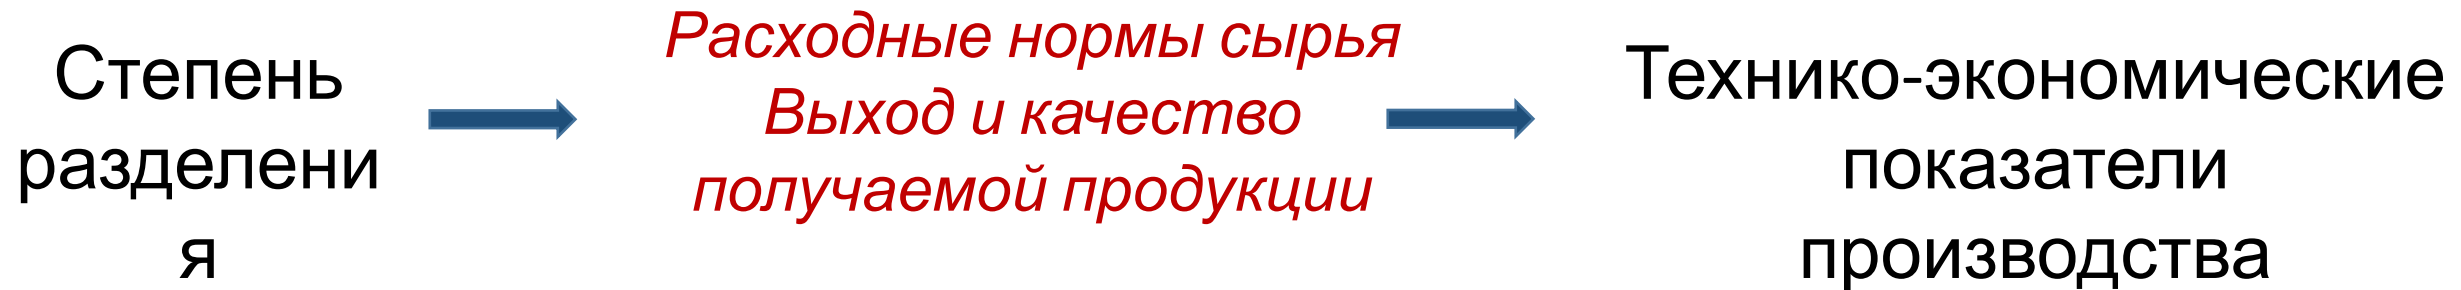 Степень
разделени
я
Расходные нормы сырья
Выход и качество
получаемой продукции
Технико-экономические
показатели
производства